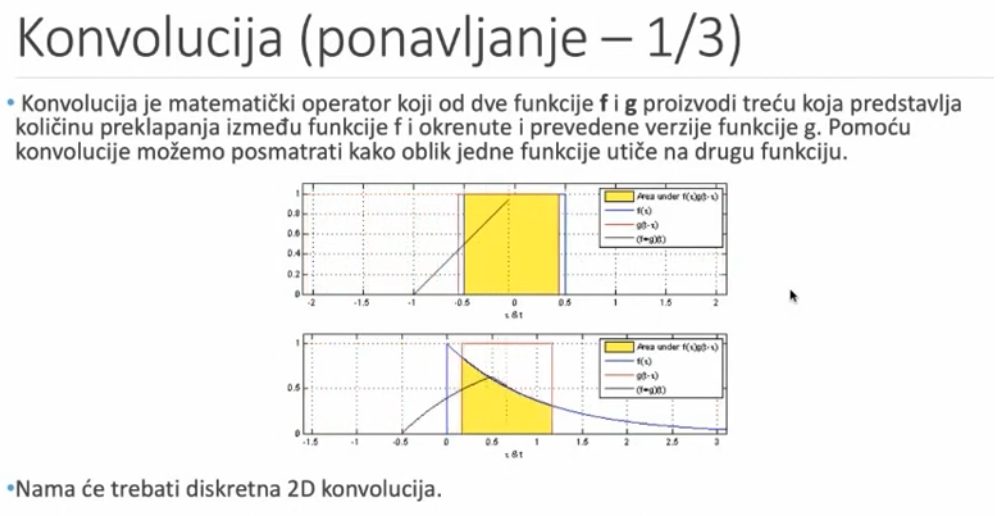 Konvolucija (ponavljanje – 1/3)
• Konvolucija je matematički operator koji od dve funkcije f i g proizvodi treću koja predstavlja
količinu preklapanja između funkcije f i okrenute i prevedene verzije funkcije g. Pomoću
konvolucije možemo posmatrati kako oblik jedne funkcije utiče na drugu funkciju.
Area under f(τ)g(t-τ)
f(τ)
g(t-τ)
(f∗g)(t)
1
0.8
0.6
0.4
0.2
0
-2 -1.5 -1 -0.5 0 0.5 1 1.5 2
τ & t
Area under f(τ)g(t-τ)
f(τ)
g(t-τ)
(f∗g)(t)
1
0.5
0
-1.5 -1 -0.5 0 0.5 1 1.5 2 2.5 3
τ & t
•Nama će trebati diskretna 2D konvolucija.